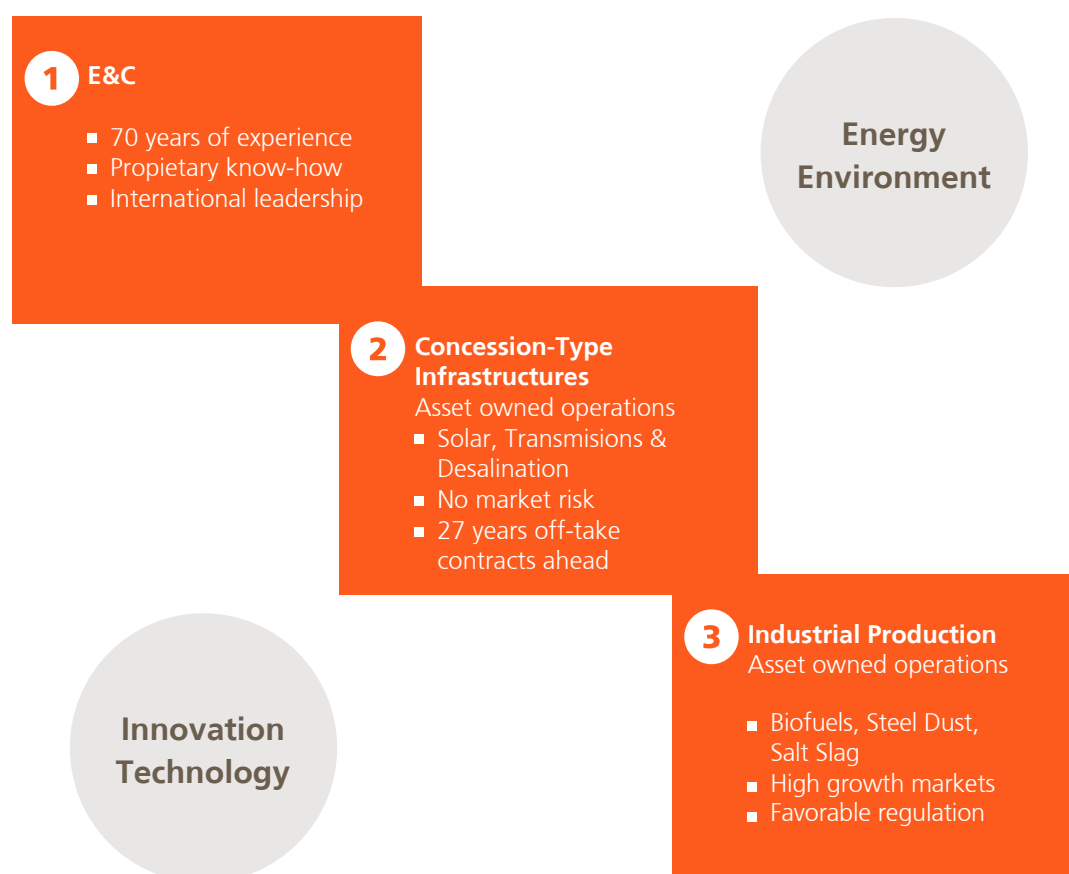 1 E&C
70 years of experience
Propietary know-how
International leadership
Energy
Environment
2 Concession-Type
Infrastructures
Asset owned operations
Solar, Transmisions &
Desalination
No market risk
27 years off-take
contracts ahead
3 Industrial Production
Asset owned operations
Biofuels, Steel Dust,
Salt Slag
High growth markets
Favorable regulation
Innovation
Technology